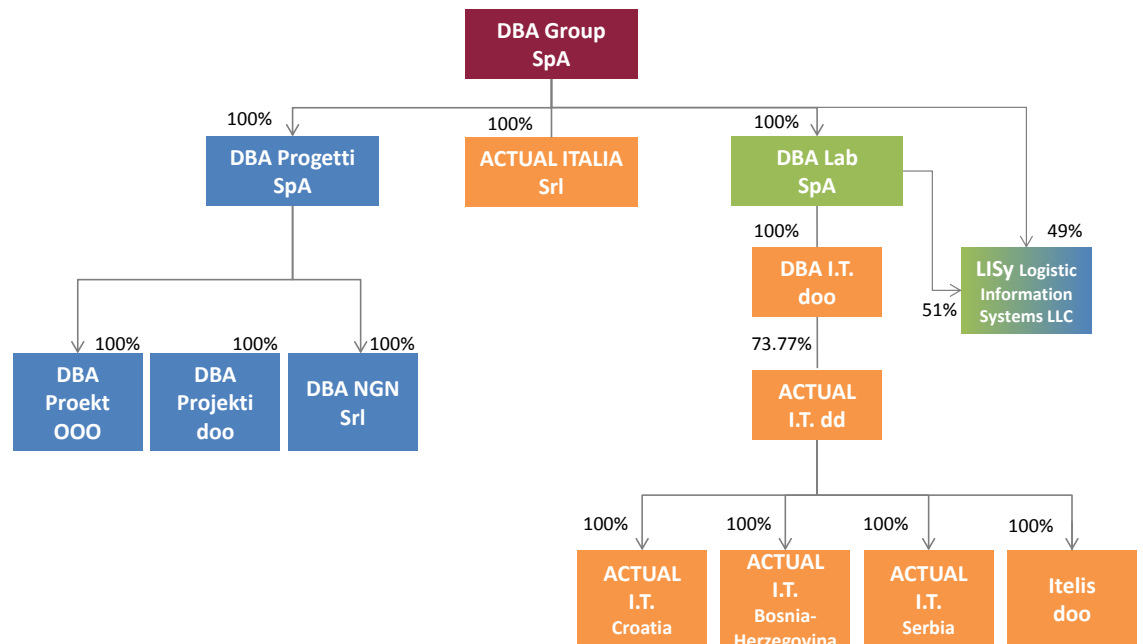 DBA Group
SpA
100%
100%
100%
DBA Progetti
SpA
ACTUAL ITALIA
Srl
DBA Lab
SpA
100%
49%
DBA I.T.
doo
LISy Logistic
Information
Systems LLC
51%
100%
100%
100%
73.77%
DBA
Proekt
OOO
DBA
Projekti
doo
DBA NGN
Srl
ACTUAL
I.T. dd
100%
100%
100%
100%
ACTUAL
I.T.
Croatia
ACTUAL
I.T.
Bosnia-
Herzegovina
ACTUAL
I.T.
Serbia
Itelis
doo